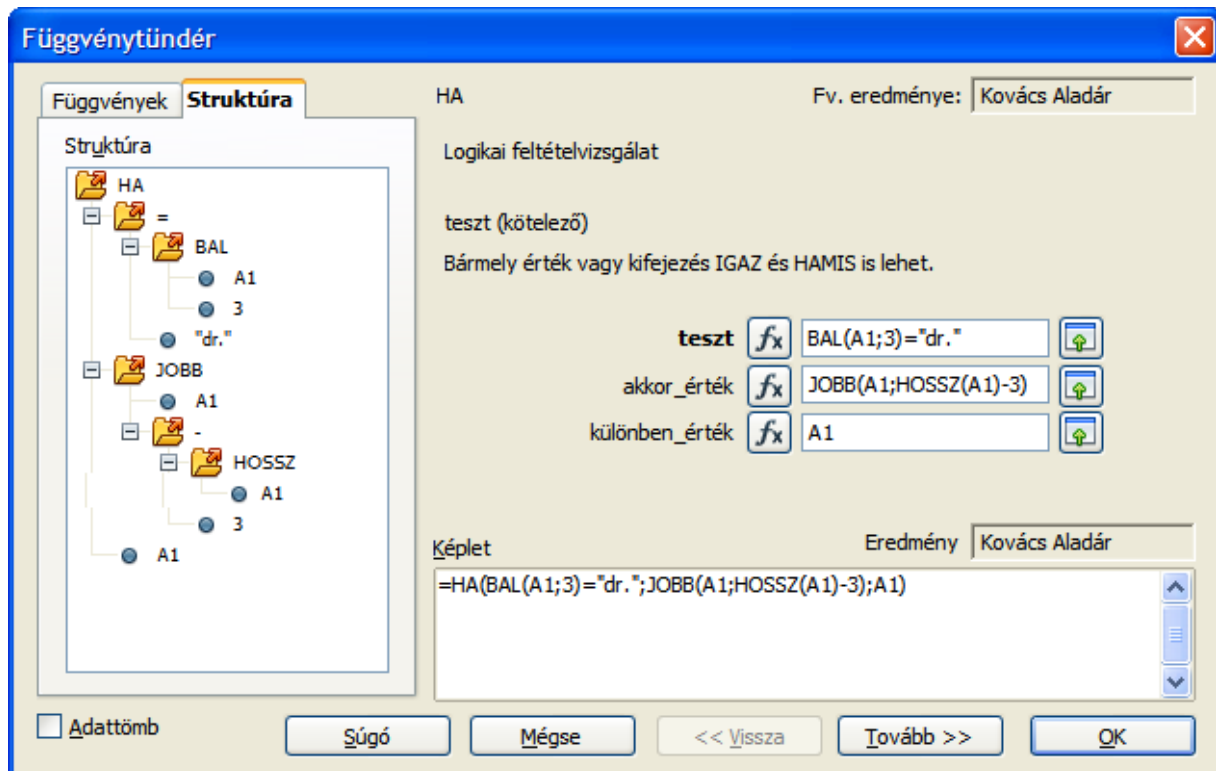 Függvénytündér
Függvények Struktúra
Struktúra
HA
=
BAL
A1
3
"dr."
JOBB
A1
-
HOSSZ
A1
3
A1
HA Fv. eredménye: Kovács Aladár
Logikai feltételvizsgálat
teszt (kötelező)
Bármely érték vagy kifejezés IGAZ és HAMIS is lehet.
teszt fx BAL(A1;3)="dr."
akkor_érték fx JOBB(A1;HOSSZ(A1)-3)
különben_érték fx A1
Képlet Eredmény Kovács Aladár
=HA(BAL(A1;3)="dr.";JOBB(A1;HOSSZ(A1)-3);A1)
Adattömb Súgó Mégse << Vissza Tovább >> OK